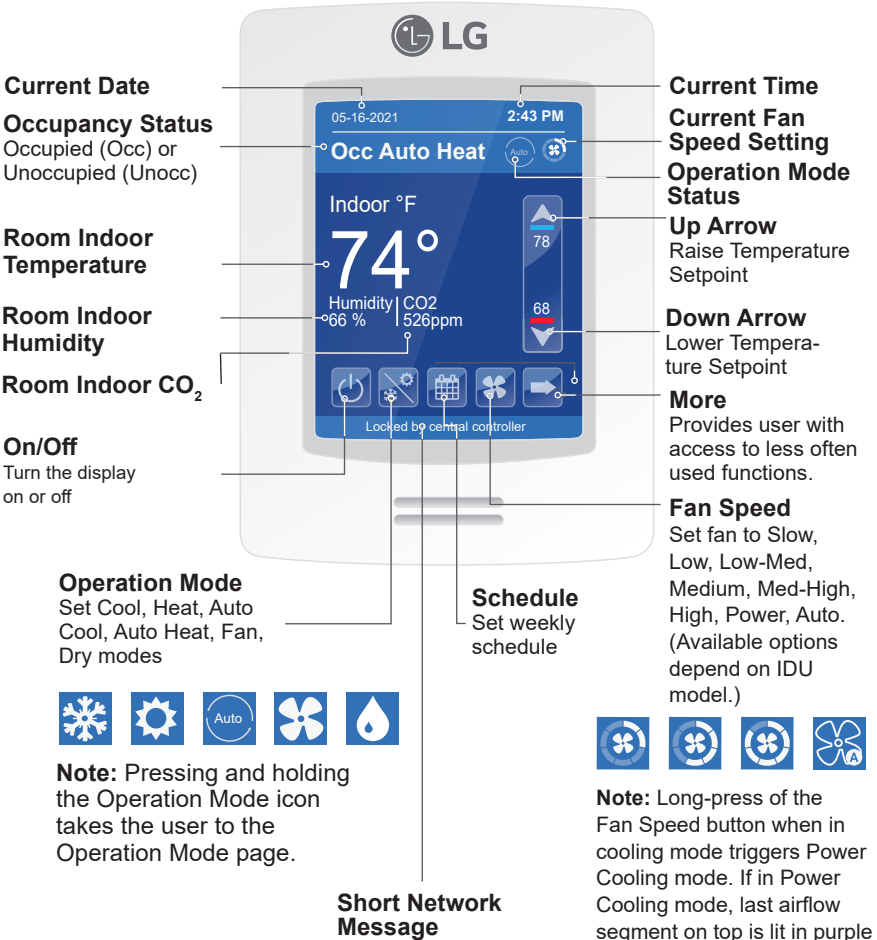 LG
Current Date
Occupancy Status
Occupied (Occ) or
Unoccupied (Unocc)
Room Indoor
Temperature
Room Indoor
Humidity
Room Indoor CO2
On/Off
Turn the display
on or off
05-16-2021
2:43 PM
Occ Auto Heat
Auto
Indoor °F
74°
Humidity
66 %
CO2
526ppm
78
68
Locked by central controller
Current Time
Current Fan
Speed Setting
Operation Mode
Status
Up Arrow
Raise Temperature
Setpoint
Down Arrow
Lower Tempera-
ture Setpoint
More
Provides user with
access to less often
used functions.
Fan Speed
Set fan to Slow,
Low, Low-Med,
Medium, Med-High,
High, Power, Auto.
(Available options
depend on IDU
model.)
A
Note: Long-press of the
Fan Speed button when in
cooling mode triggers Power
Cooling mode. If in Power
Cooling mode, last airflow
segment on top is lit in purple
Operation Mode
Set Cool, Heat, Auto
Cool, Auto Heat, Fan,
Dry modes
Auto
Note: Pressing and holding
the Operation Mode icon
takes the user to the
Operation Mode page.
Schedule
Set weekly
schedule
Short Network
Message